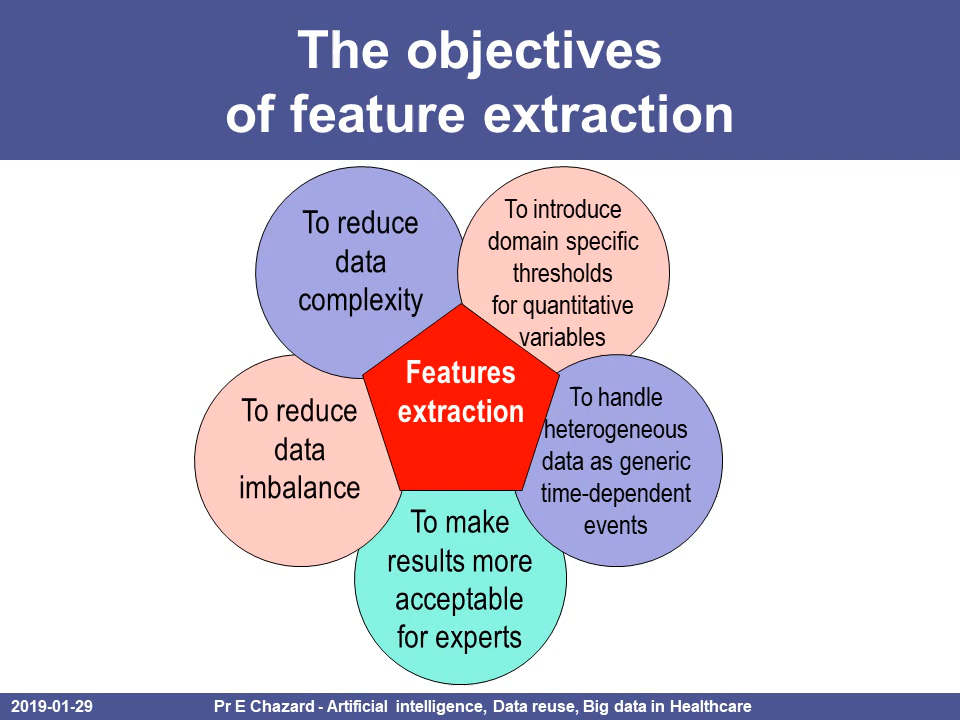 The objectives
of feature extraction
To reduce
data
complexity
To introduce
domain specific
thresholds
for quantitative
variables
Features
extraction
To reduce
data
imbalance
To handle
heterogeneous
data as generic
time-dependent
events
To make
results more
acceptable
for experts
2019-01-29
Pr E Chazard - Artificial intelligence, Data reuse, Big data in Healthcare